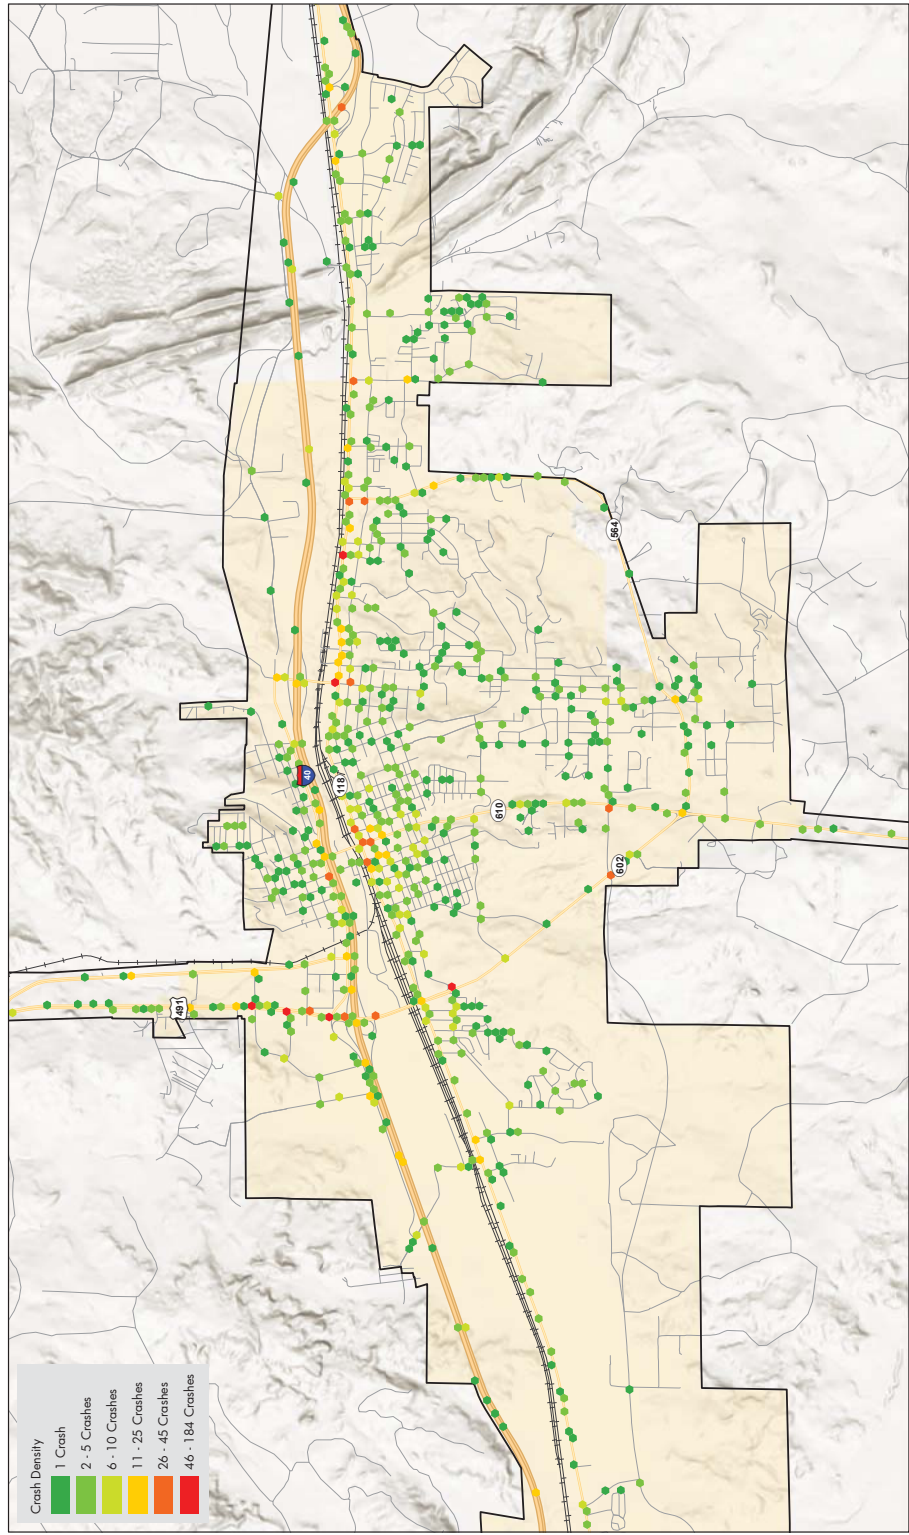 Crash Density
1 Crash
2 - 5 Crashes
6 - 10 Crashes
11 - 25 Crashes
26 - 45 Crashes
46 - 184 Crashes
491
40
118
602
610
564